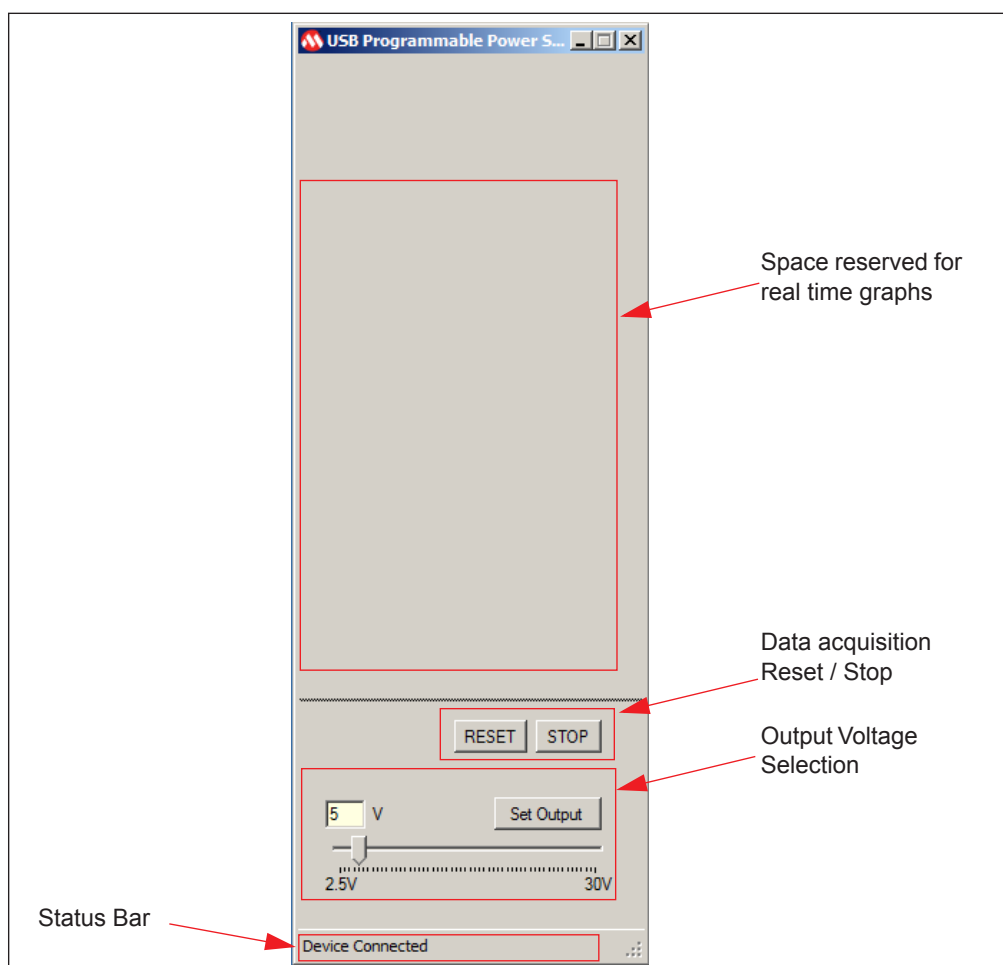 USB Programmable Power S...
Space reserved for
real time graphs
Data acquisition
Reset / Stop
RESET STOP
Output Voltage
Selection
5 V Set Output
2.5V 30V
Status Bar
Device Connected